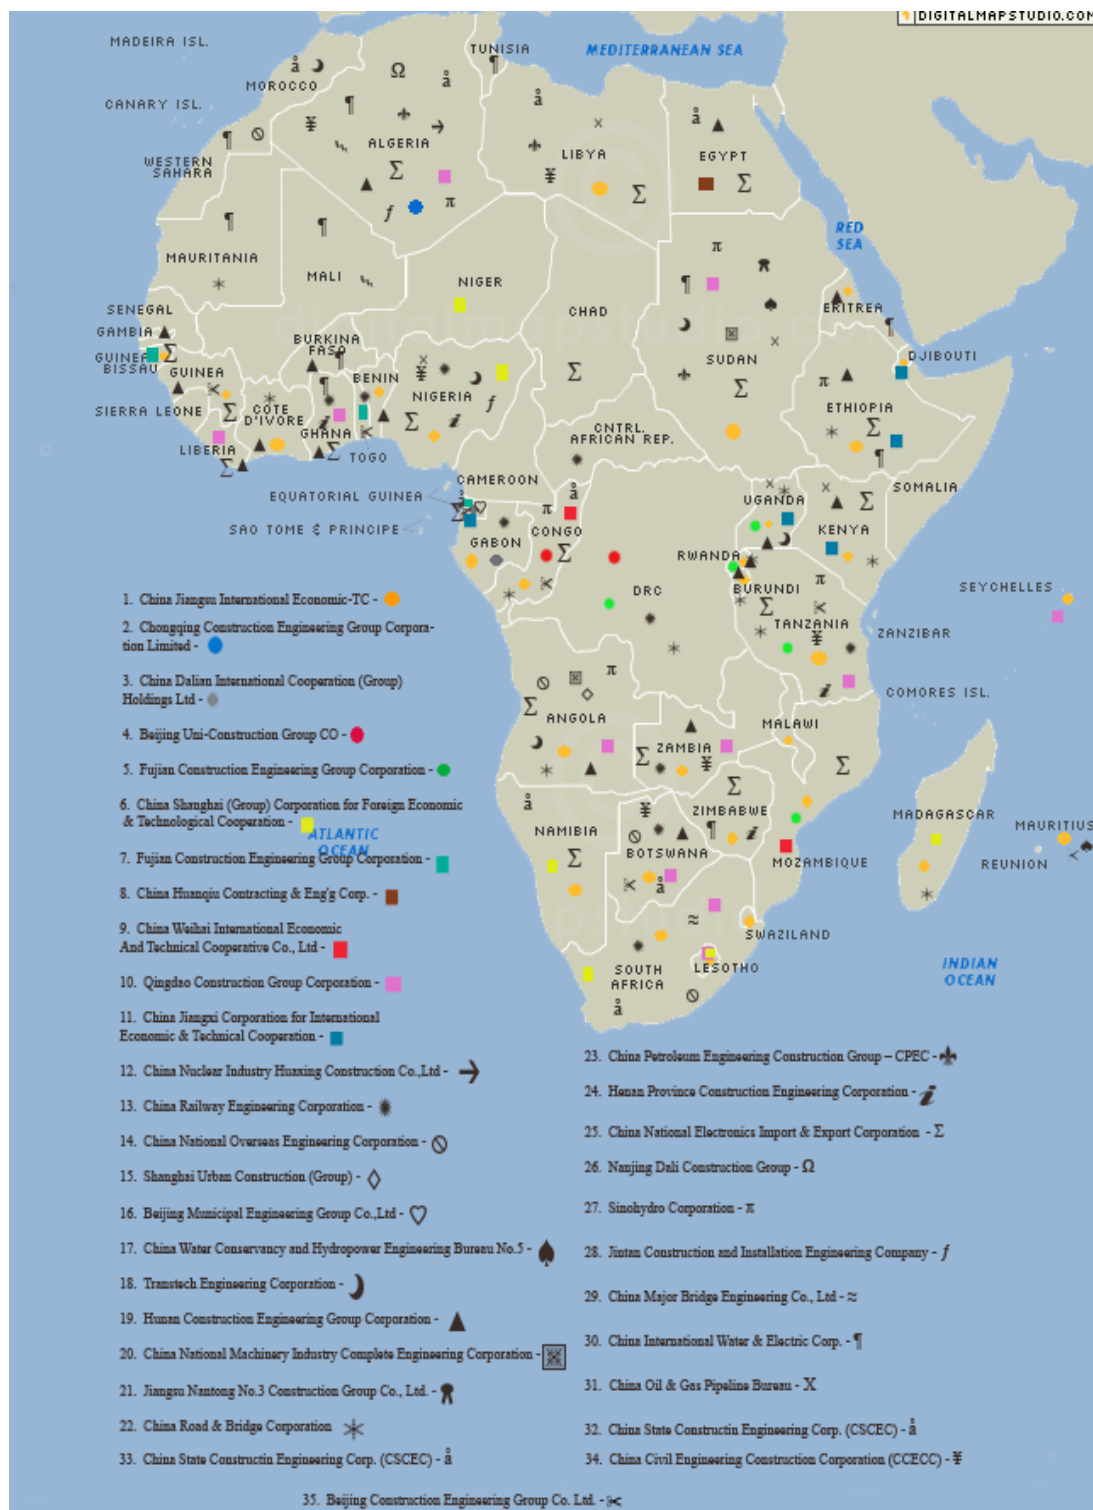 DIGITALMAPSTUDIO.COM
MADEIRA ISL.
TUNISIA
MEDITERRANEAN SEA
MOROCCO
CANARY ISL.
ALGERIA
LIBYA
EGYPT
WESTERN
SAHARA
RED
SEA
MAURITANIA
MALI
NIGER
CHAD
ERITREA
SENEGAL
GAMBIA
BURKINA
FASO
SUDAN
DJIBOUTI
GUINEA
BISSAU
GUINEA
BENIN
NIGERIA
ETHIOPIA
SIERRA LEONE
COTE
D'IVORE
GHANA
CNTRL.
AFRICAN REP.
LIBERIA
TOGO
CAMEROON
SOMALIA
EQUATORIAL GUINEA
UGANDA
SAO TOME & PRINCIPE
CONGO
KENYA
GABON
RWANDA
DRC
BURUNDI
SEYCHELLES
TANZANIA
ZANZIBAR
COMORES ISL.
ANGOLA
MALAWI
ZAMBIA
ZIMBABWE
MADAGASCAR
MAURITIUS
NAMIBIA
BOTSWANA
MOZAMBIQUE
REUNION
SWAZILAND
SOUTH
AFRICA
LESOTHO
INDIAN
OCEAN
ATLANTIC
OCEAN
1. China Jiangsu International Economic-TC -
2. Chongqing Construction Engineering Group Corpora-
tion Limited -
3. China Dalian International Cooperation (Group)
Holdings Ltd -
4. Beijing Uni-Construction Group CO -
5. Fujian Construction Engineering Group Corporation -
6. China Shanghai (Group) Corporation for Foreign Economic
& Technological Cooperation -
7. Fujian Construction Engineering Group Corporation -
8. China Huanqiu Contracting & Eng'g Corp. -
9. China Weihai International Economic
And Technical Cooperative Co., Ltd -
10. Qingdao Construction Group Corporation -
11. China Jiangxi Corporation for International
Economic & Technical Cooperation -
12. China Nuclear Industry Huaxing Construction Co.,Ltd -
13. China Railway Engineering Corporation -
14. China National Overseas Engineering Corporation -
15. Shanghai Urban Construction (Group) -
16. Beijing Municipal Engineering Group Co.,Ltd -
17. China Water Conservancy and Hydropower Engineering Bureau No.5 -
18. Transtech Engineering Corporation -
19. Hunan Construction Engineering Group Corporation -
20. China National Machinery Industry Complete Engineering Corporation -
21. Jiangsu Nantong No.3 Construction Group Co., Ltd. -
22. China Road & Bridge Corporation
33. China State Constructin Engineering Corp. (CSCEC) - å
23. China Petroleum Engineering Construction Group – CPEC -
24. Henan Province Construction Engineering Corporation - i
25. China National Electronics Import & Export Corporation - Σ
26. Nanjing Dali Construction Group - Ω
27. Sinohydro Corporation - π
28. Jintan Construction and Installation Engineering Company - ƒ
29. China Major Bridge Engineering Co., Ltd - ≈
30. China International Water & Electric Corp. - ¶
31. China Oil & Gas Pipeline Bureau - X
32. China State Constructin Engineering Corp. (CSCEC) - å
34. China Civil Engineering Construction Corporation (CCECC) - ¥
35. Beijing Construction Engineering Group Co. Ltd. -